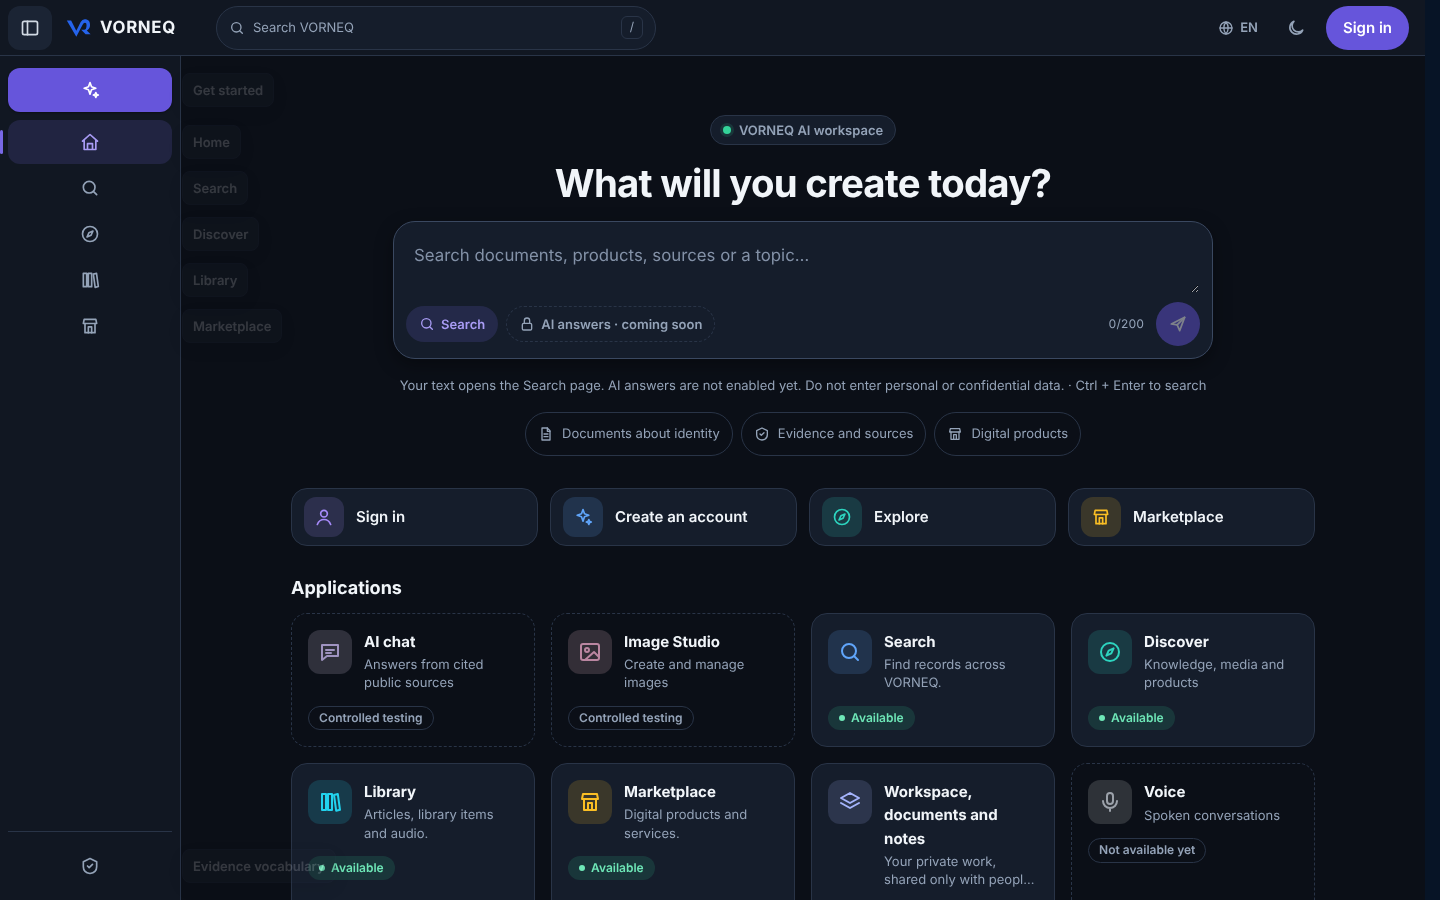 VORNEQ
Search VORNEQ
/
EN
Sign in
Get started
Home
Search
Discover
Library
Marketplace
Evidence vocabulary
VORNEQ AI workspace
What will you create today?
Search documents, products, sources or a topic...
Search
AI answers · coming soon
0/200
Your text opens the Search page. AI answers are not enabled yet. Do not enter personal or confidential data. · Ctrl + Enter to search
Documents about identity
Evidence and sources
Digital products
Sign in
Create an account
Explore
Marketplace
Applications
AI chat
Answers from cited
public sources
Controlled testing
Image Studio
Create and manage
images
Controlled testing
Search
Find records across
VORNEQ.
Available
Discover
Knowledge, media and
products
Available
Library
Articles, library items
and audio.
Available
Marketplace
Digital products and
services.
Available
Workspace,
documents and
notes
Your private work,
shared only with peopl...
Voice
Spoken conversations
Not available yet